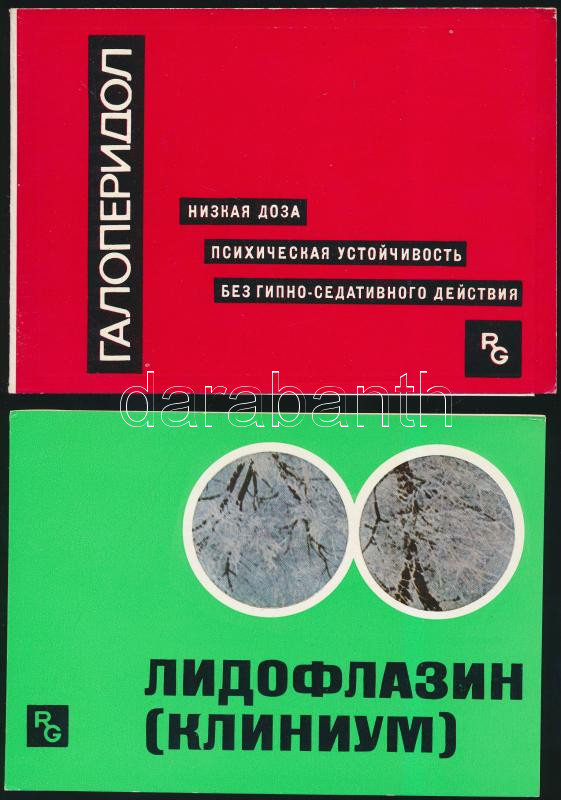 ГАЛОПЕРИДОЛ
НИЗКАЯ ДОЗА
ПСИХИЧЕСКАЯ УСТОЙЧИВОСТЬ
БЕЗ ГИПНО-СЕДАТИВНОГО ДЕЙСТВИЯ
RG
darabanth
ЛИДОФЛАЗИН
(КЛИНИУМ)
RG